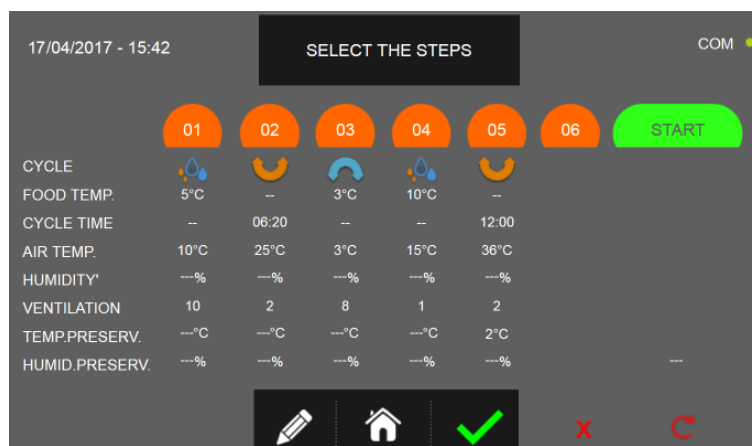 17/04/2017 - 15:42 SELECT THE STEPS COM
01 02 03 04 05 06 START
CYCLE
FOOD TEMP. 5°C -- 3°C 10°C --
CYCLE TIME -- 06:20 -- -- 12:00
AIR TEMP. 10°C 25°C 3°C 15°C 36°C
HUMIDITY' ---% ---% ---% ---% ---%
VENTILATION 10 2 8 1 2
TEMP.PRESERV. ---°C ---°C ---°C ---°C 2°C
HUMID.PRESERV. ---% ---% ---% ---% ---% ---
X